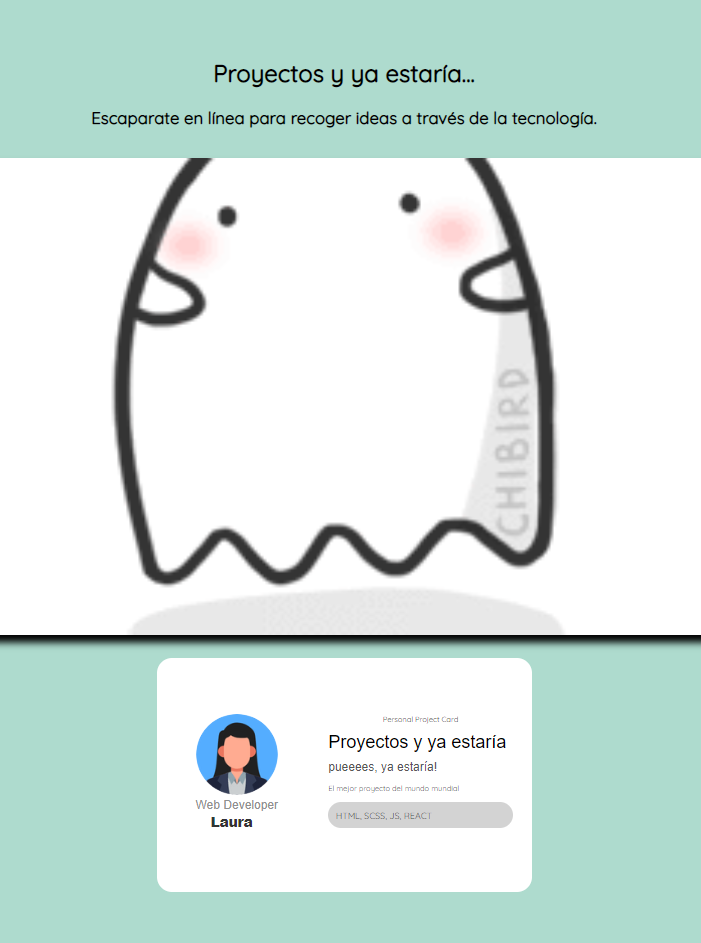 Proyectos y ya estaría...
Escaparate en línea para recoger ideas a través de la tecnología.
CHIBIRD
Personal Project Card
Proyectos y ya estaría
pueeees, ya estaría!
El mejor proyecto del mundo mundial
HTML, SCSS, JS, REACT
Web Developer
Laura